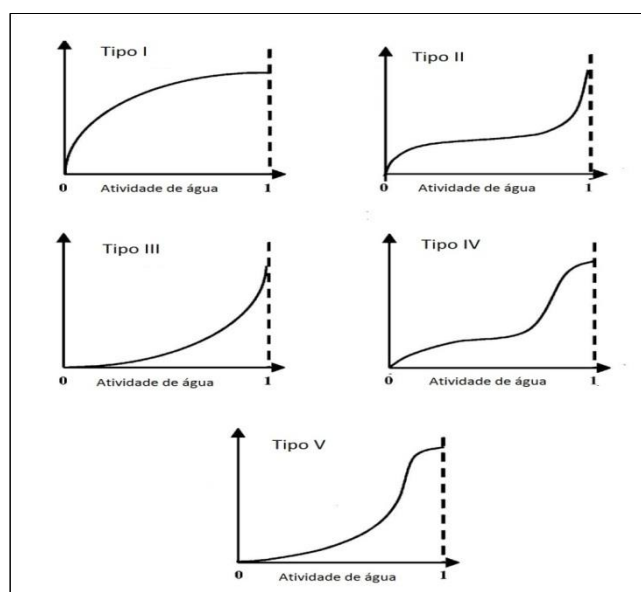 Tipo I
0 Atividade de água 1
Tipo II
0 Atividade de água 1
Tipo III
0 Atividade de água 1
Tipo IV
0 Atividade de água 1
Tipo V
0 Atividade de água 1